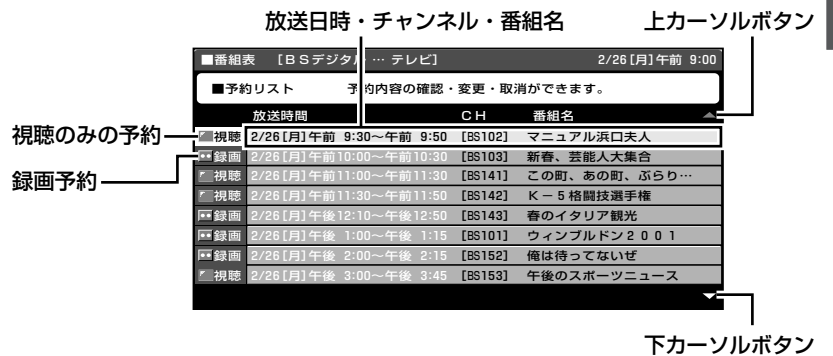 放送日時・チャンネル・番組名 上カーソルボタン
■番組表 [BSデジタル … テレビ] 2/26[月]午前 9:00
■予約リスト 予約内容の確認・変更・取消ができます。
放送時間 CH 番組名
視聴のみの予約
視聴 2/26[月]午前 9:30〜午前 9:50 [BS102] マニュアル浜口夫人
録画 2/26[月]午前10:00〜午前10:30 [BS103] 新春、芸能人大集合
録画予約
視聴 2/26[月]午前11:00〜午前11:30 [BS141] この町、あの町、ぶらり…
視聴 2/26[月]午前11:30〜午前11:50 [BS142] K－5格闘技選手権
録画 2/26[月]午後12:10〜午後12:50 [BS143] 春のイタリア観光
録画 2/26[月]午後 1:00〜午後 1:15 [BS101] ウィンブルドン2001
録画 2/26[月]午後 2:00〜午後 2:15 [BS152] 俺は待ってないぜ
視聴 2/26[月]午後 3:00〜午後 3:45 [BS153] 午後のスポーツニュース
下カーソルボタン